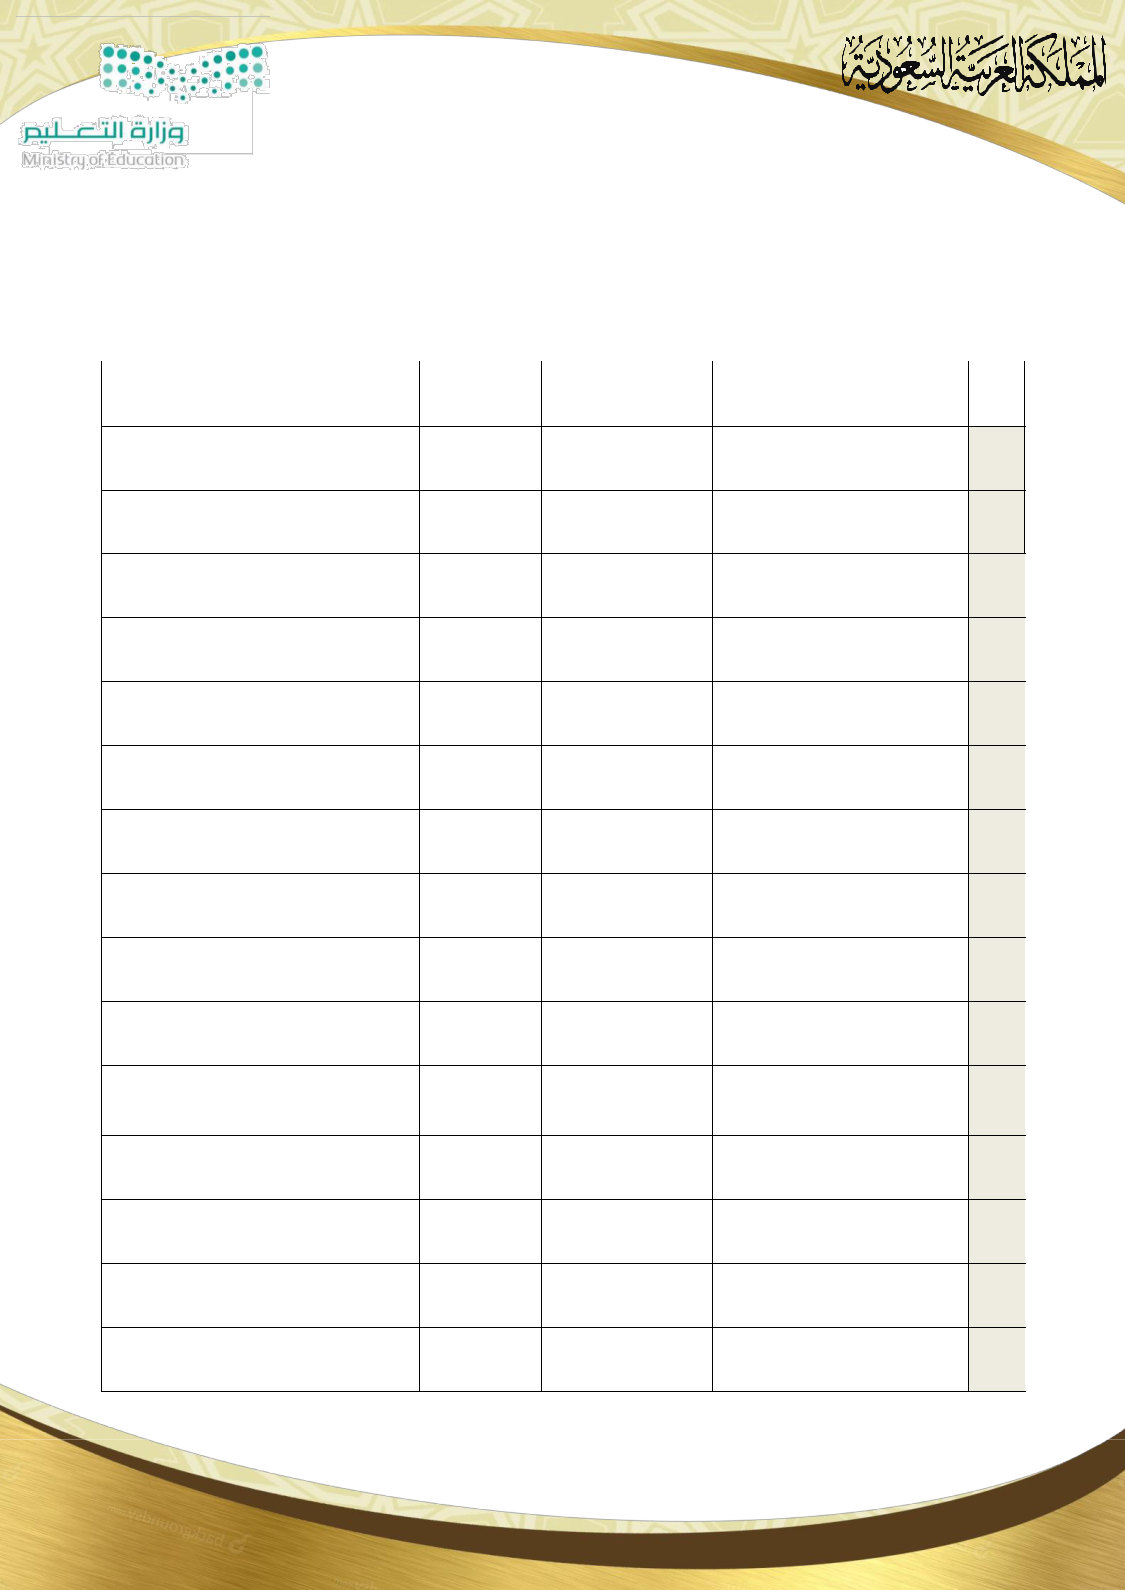 المملكة العربية السعودية
وزارة التعليم
Ministry of Education